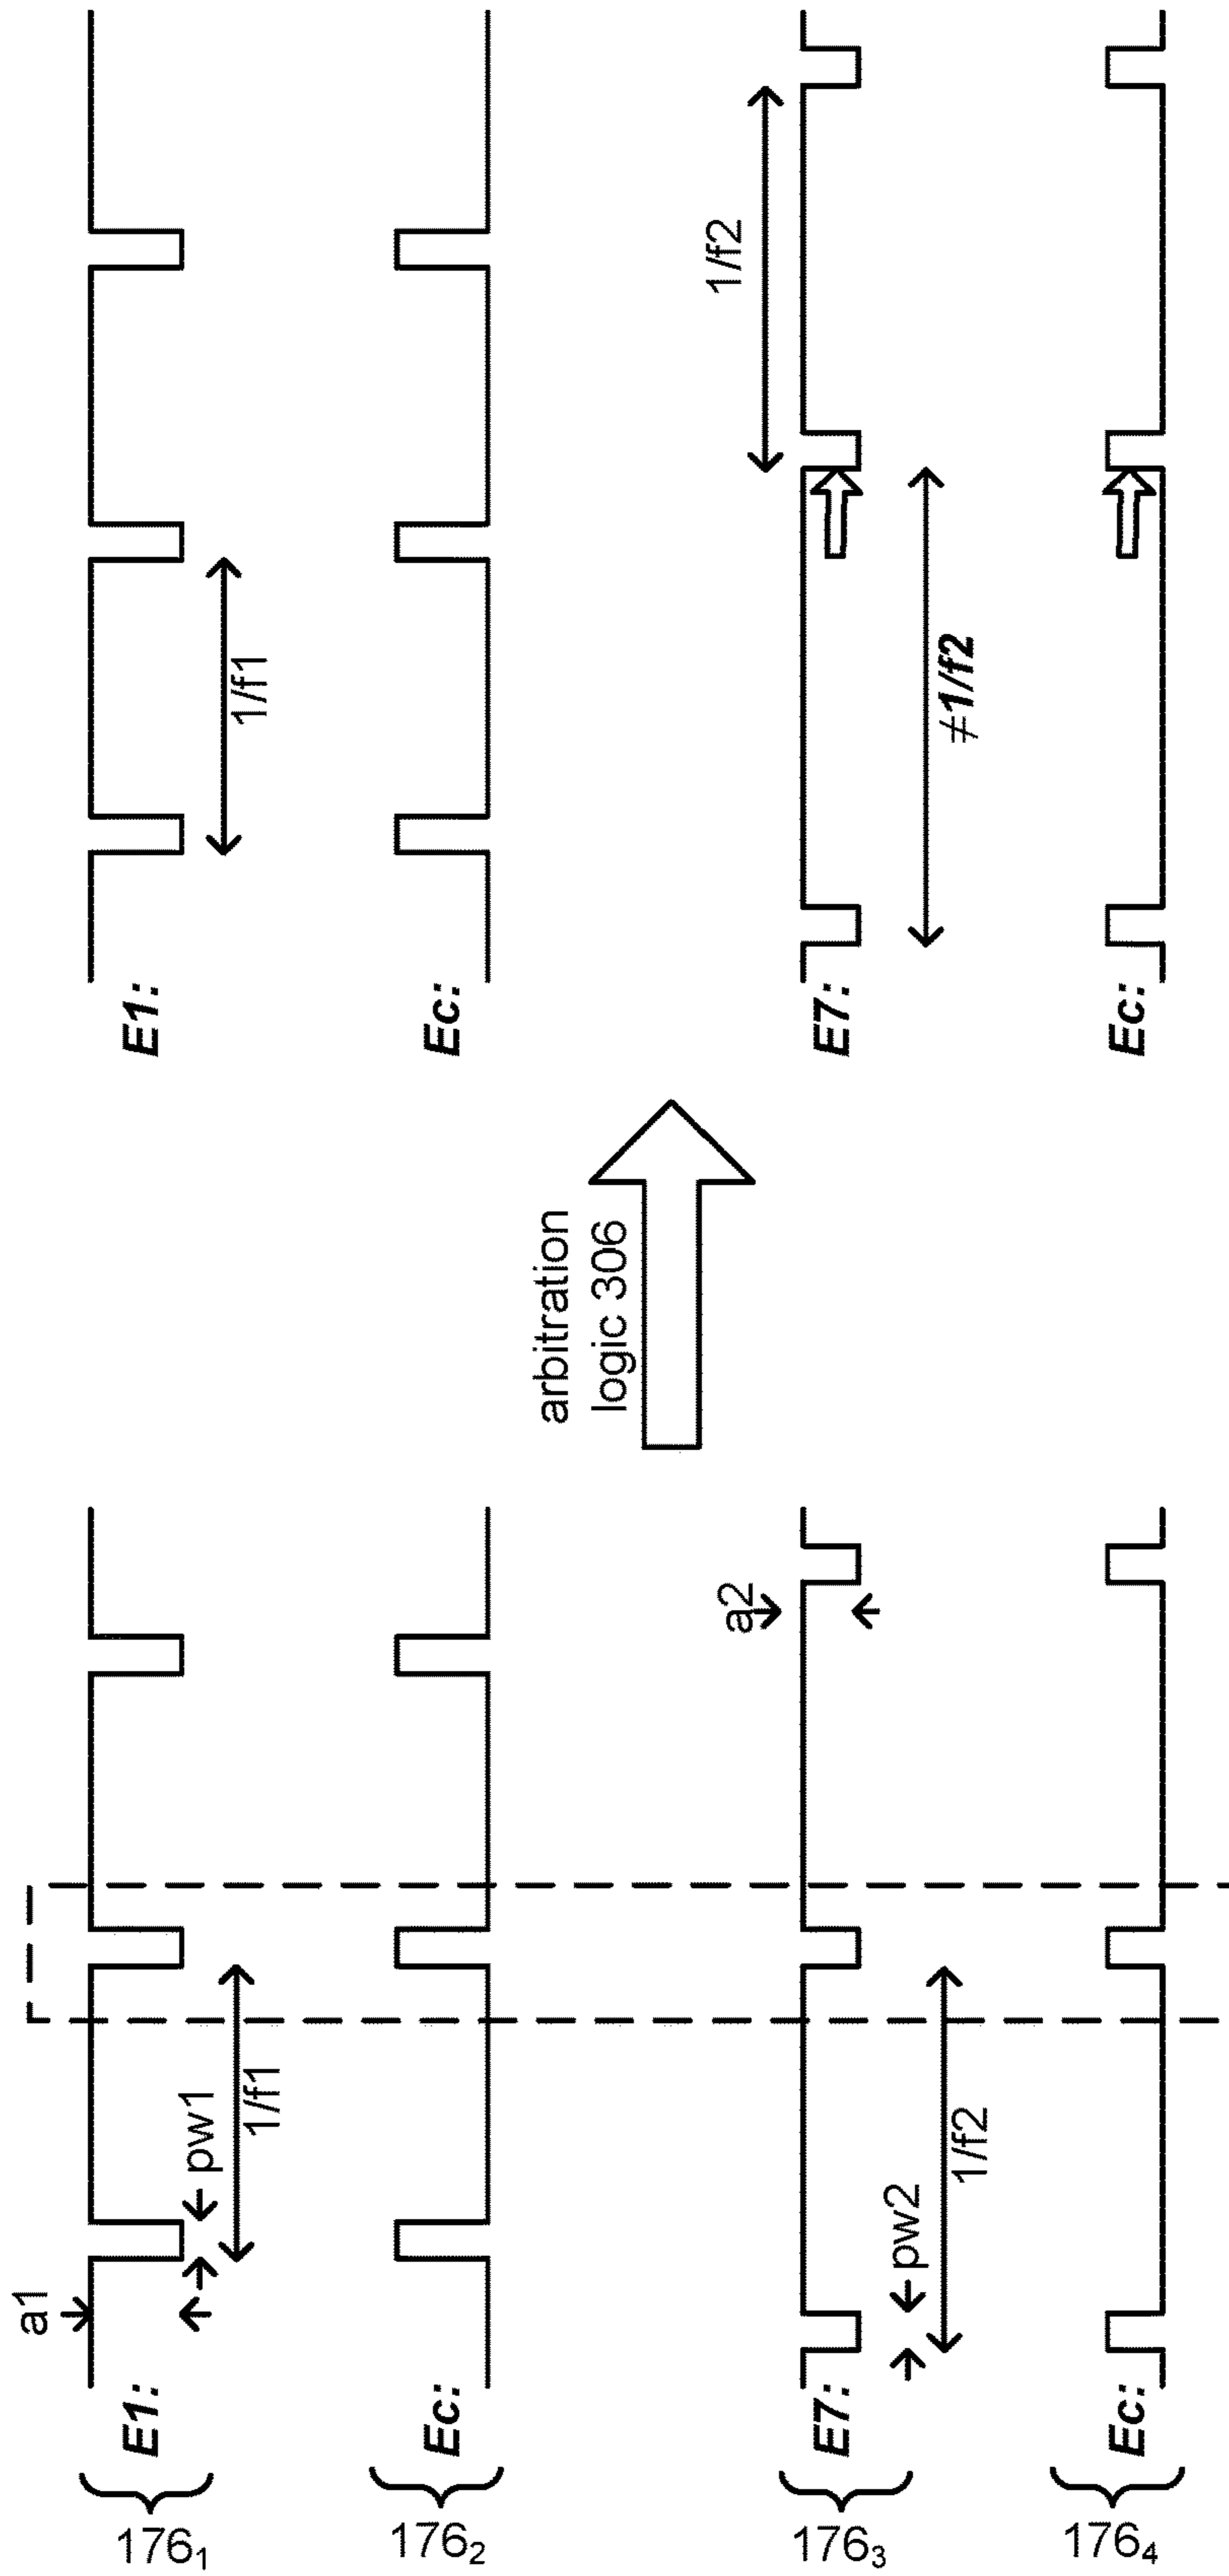 176₁
E1:
a1
pw1
1/f1
176₂
Ec:
176₃
E7:
a2
pw2
1/f2
176₄
Ec:
arbitration
logic 306
E1:
1/f1
Ec:
E7:
1/f2
≠1/f2
Ec: